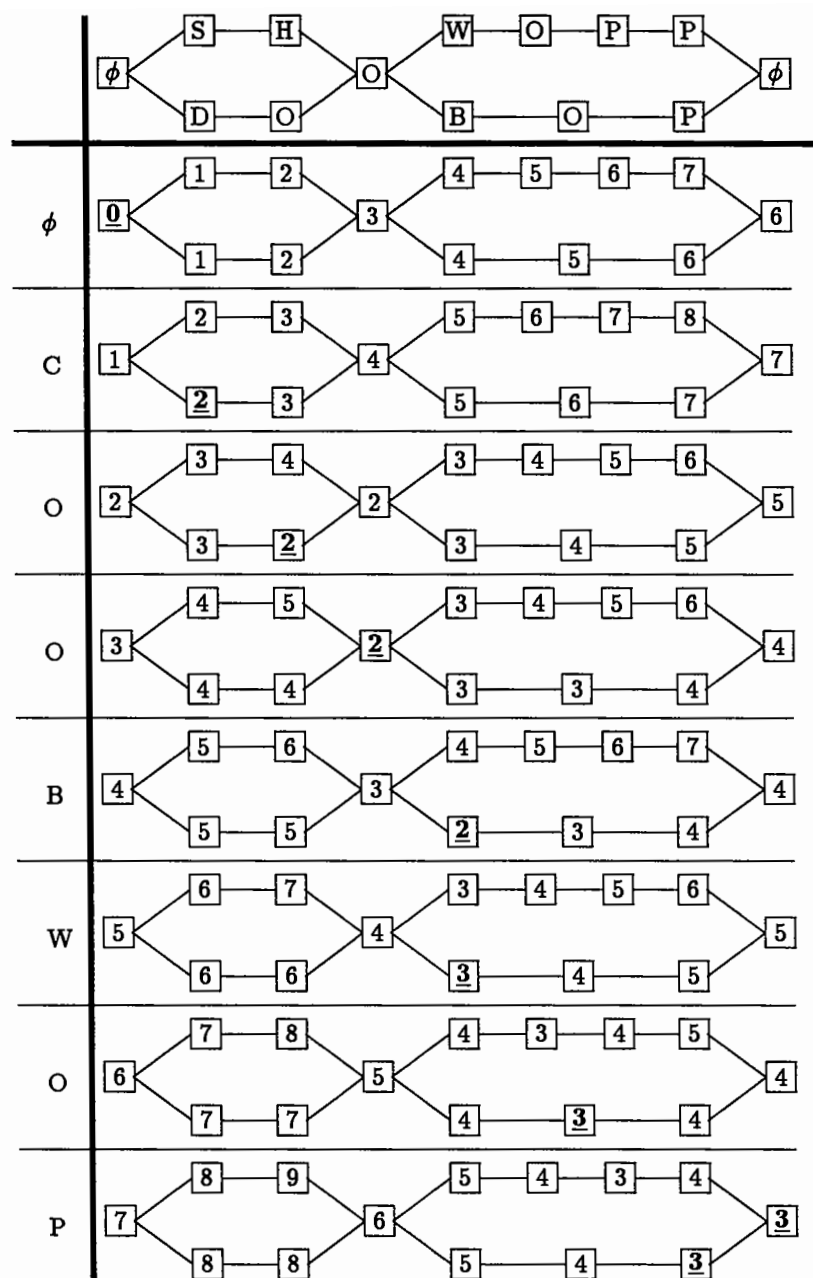 S H W O P P
ϕ O ϕ
D O B O P
1 2 4 5 6 7
ϕ 0 3 6
1 2 4 5 6
2 3 5 6 7 8
C 1 4 7
2 3 5 6 7
3 4 3 4 5 6
O 2 2 5
3 2 3 4 5
4 5 3 4 5 6
O 3 2 4
4 4 3 3 4
5 6 4 5 6 7
B 4 3 4
5 5 2 3 4
6 7 3 4 5 6
W 5 4 5
6 6 3 4 5
7 8 4 3 4 5
O 6 5 4
7 7 4 3 4
8 9 5 4 3 4
P 7 6 3
8 8 5 4 3